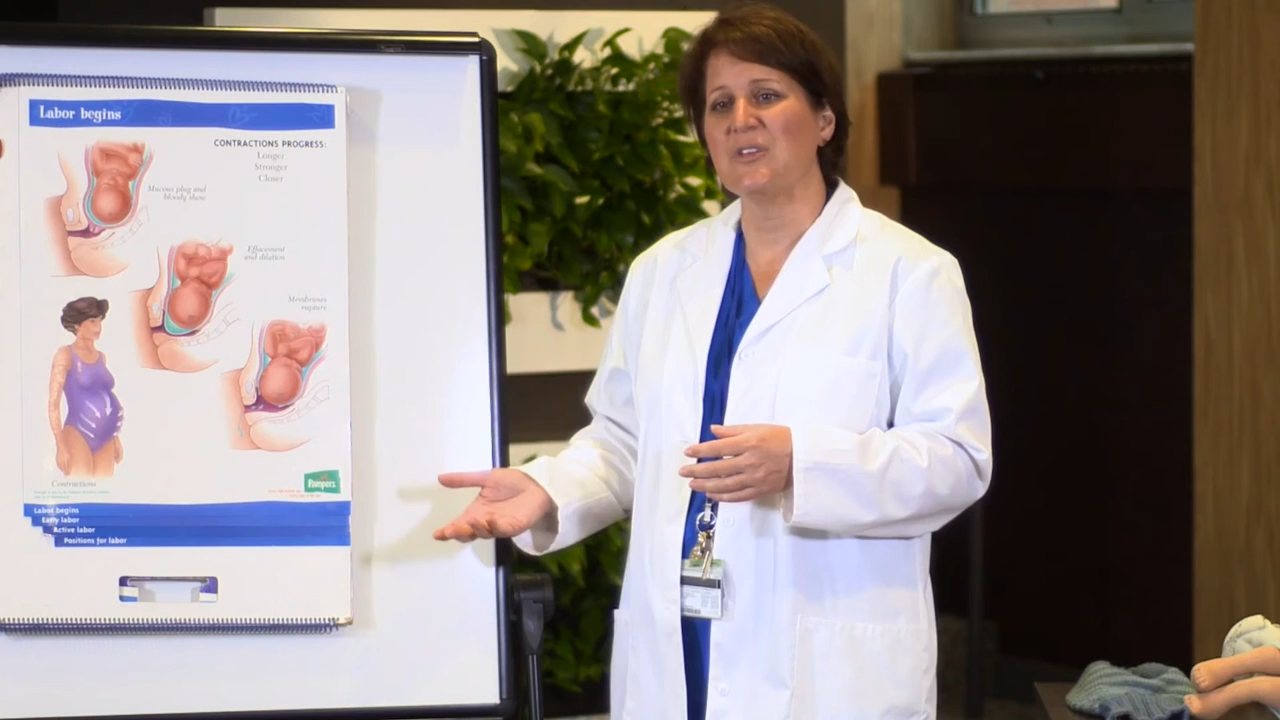 Labor begins
CONTRACTIONS PROGRESS:
Longer
Stronger
Closer
Mucous plug and
bloody show
Effacement
and dilation
Membranes
rupture
Contractions
Pampers
Labor begins
Early labor
Active labor
Positions for labor